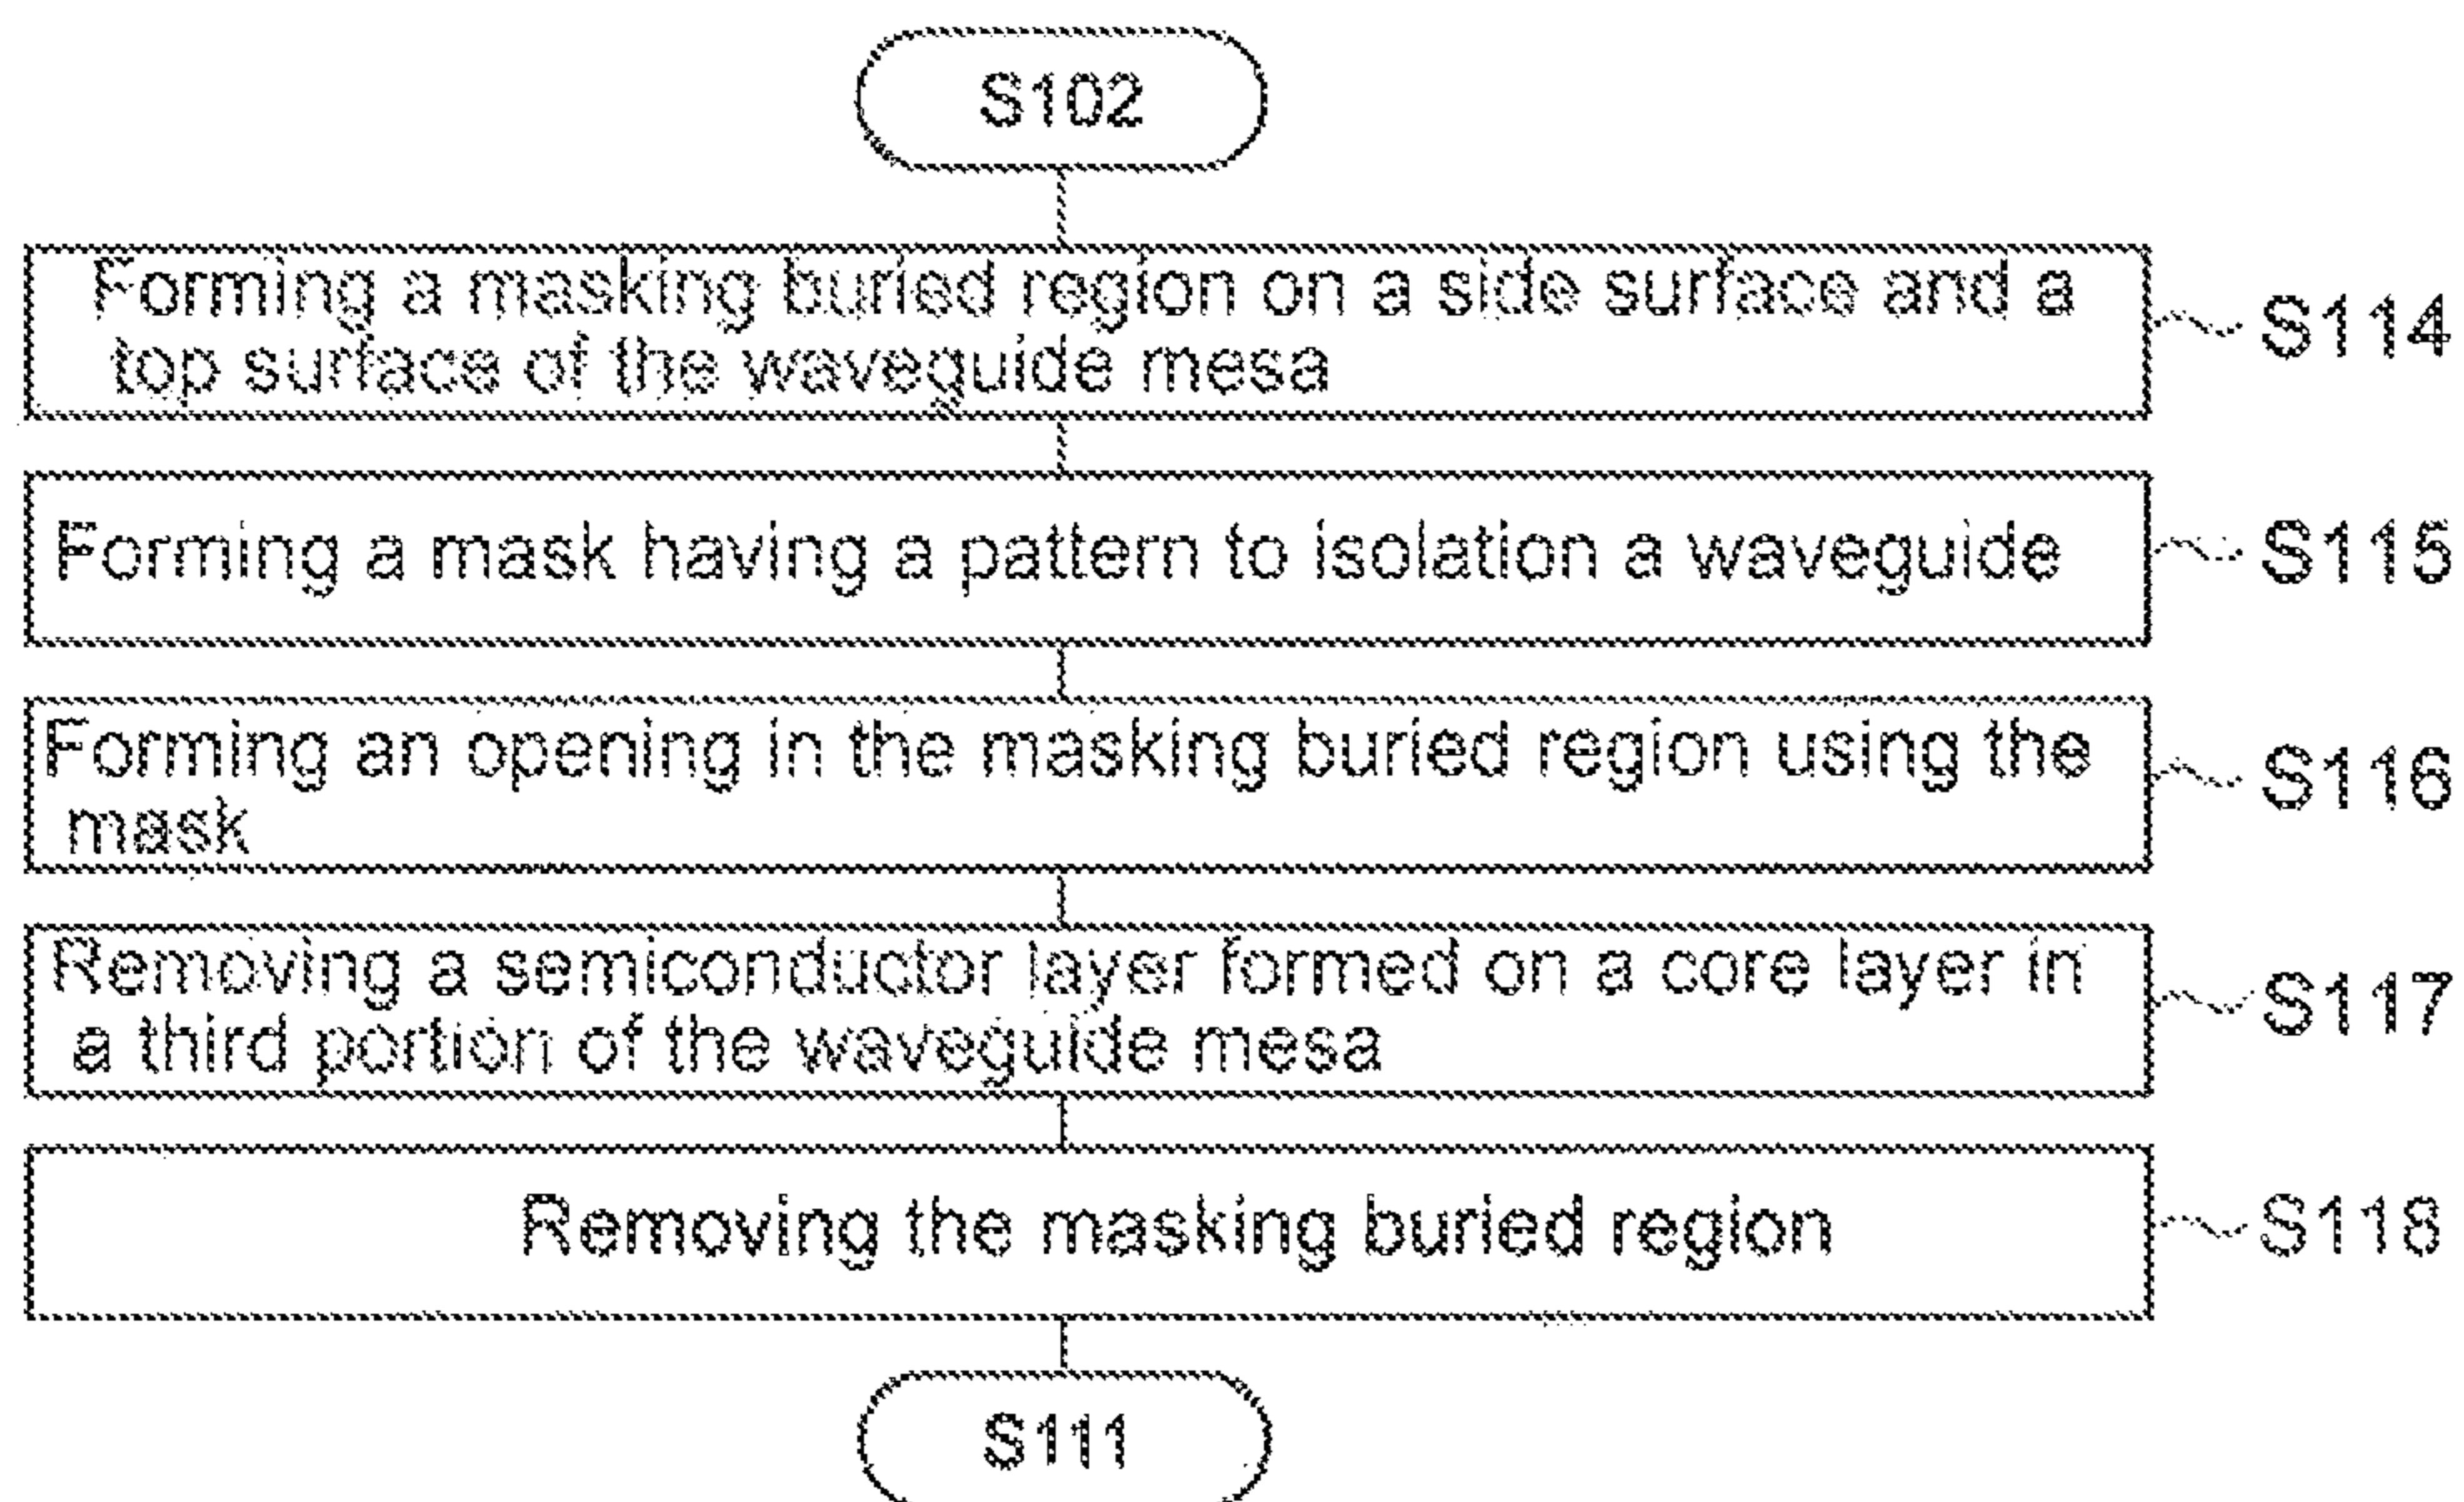 S102
Forming a masking buried region on a side surface and a
top surface of the waveguide mesa
S114
Forming a mask having a pattern to isolation a waveguide
S115
Forming an opening in the masking buried region using the
mask
S116
Removing a semiconductor layer formed on a core layer in
a third portion of the waveguide mesa
S117
Removing the masking buried region
S118
S111